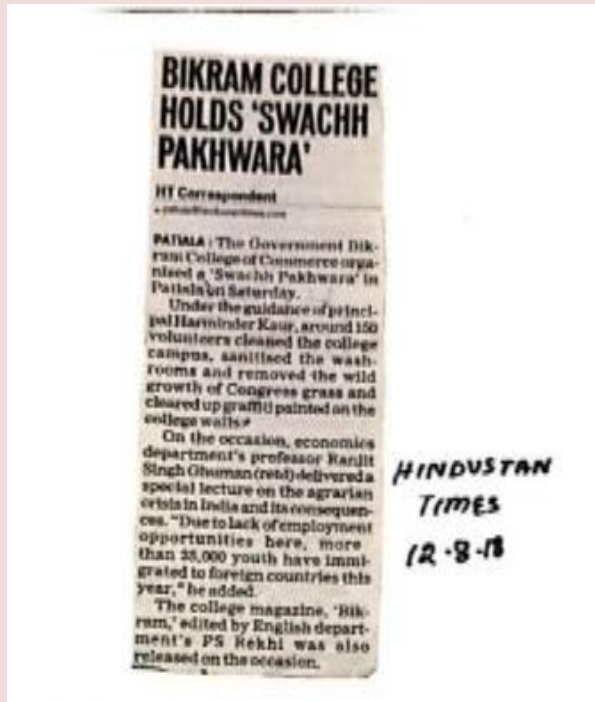 BIKRAM COLLEGE
HOLDS 'SWACHH
PAKHWARA'
HT Correspondent
PATIALA : The Government Bik-
ram College of Commerce orga-
nised a 'Swachh Pakhwara' in
Patiala on Saturday.
Under the guidance of princi-
pal Harminder Kaur, around 150
volunteers cleaned the college
campus, sanitised the wash-
rooms and removed the wild
growth of Congress grass and
cleared up graffiti painted on the
college walls.
On the occasion, economics
department's professor Ranjit
Singh Ghuman (retd) delivered a
special lecture on the agrarian
crisis in India and its consequen-
ces. "Due to lack of employment
opportunities here, more
than 28,000 youth have immi-
grated to foreign countries this
year," he added.
The college magazine, 'Bik-
ram,' edited by English depart-
ment's PS Rekhi was also
released on the occasion.
HINDUSTAN
TIMES
12-8-18